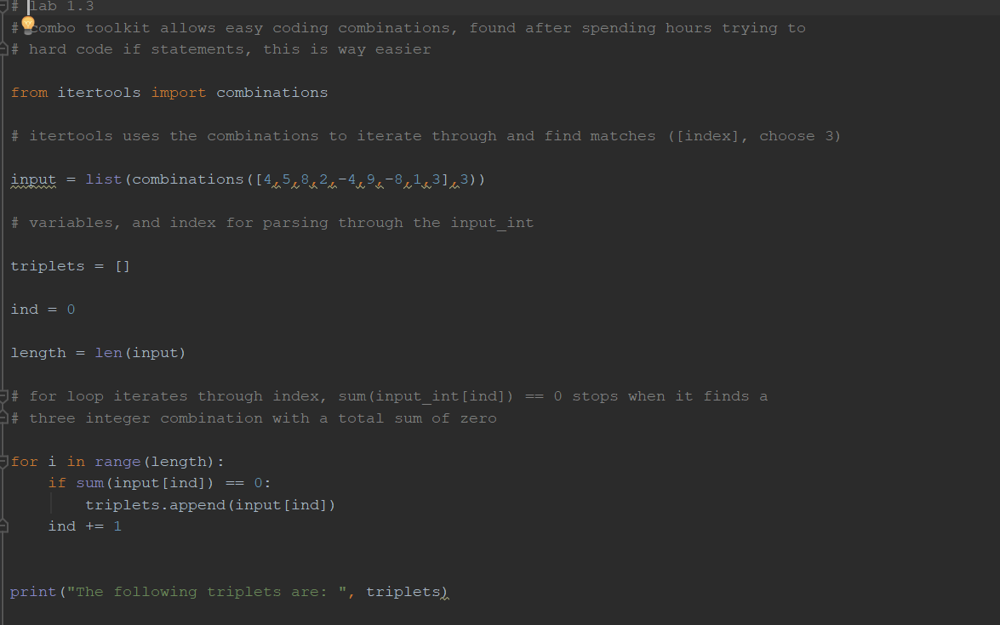 # lab 1.3
# combo toolkit allows easy coding combinations, found after spending hours trying to
# hard code if statements, this is way easier
from itertools import combinations
# itertools uses the combinations to iterate through and find matches ([index], choose 3)
input = list(combinations([4,5,8,2,-4,9,-8,1,3],3))
# variables, and index for parsing through the input_int
triplets = []
ind = 0
length = len(input)
# for loop iterates through index, sum(input_int[ind]) == 0 stops when it finds a
# three integer combination with a total sum of zero
for i in range(length):
    if sum(input[ind]) == 0:
        triplets.append(input[ind])
    ind += 1
print("The following triplets are: ", triplets)